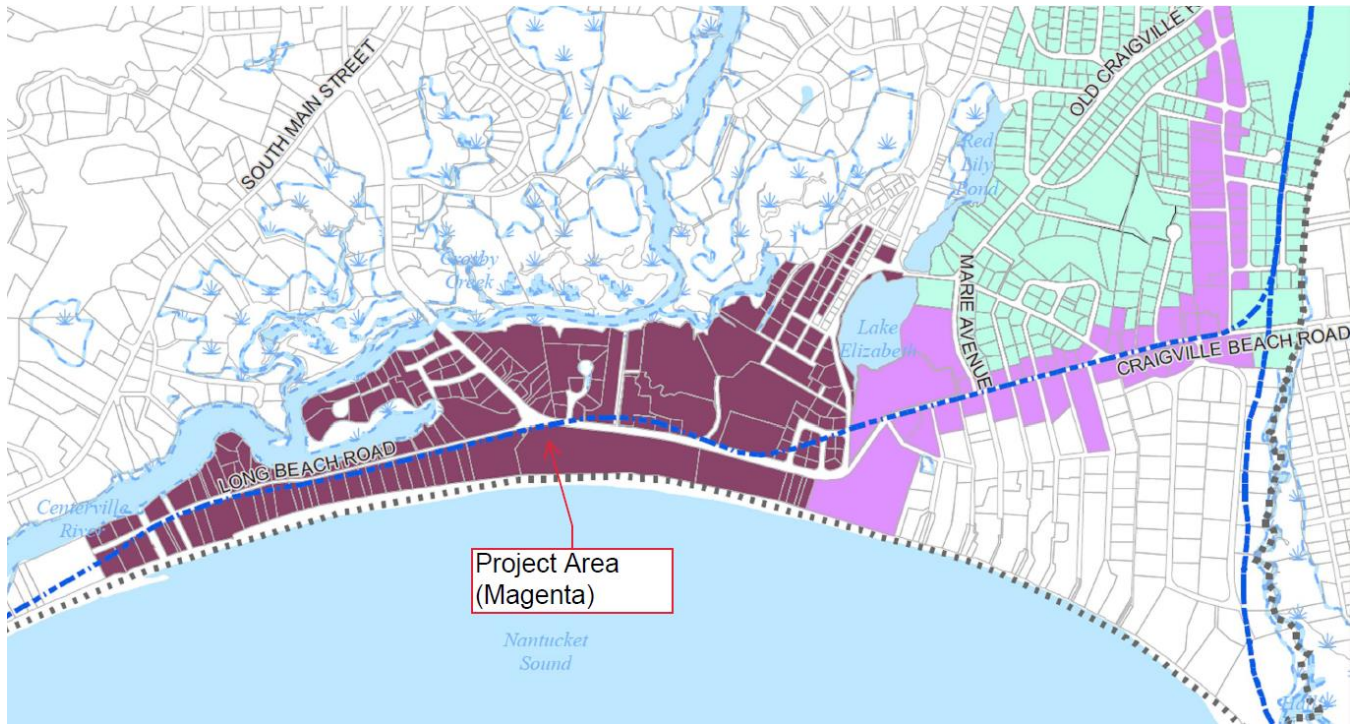 SOUTH MAIN STREET
OLD CRAIGVILLE R
Red
Lily
Pond
Crosby
Creek
MARIE AVENUE
Lake
Elizabeth
CRAIGVILLE BEACH ROAD
LONG BEACH ROAD
Centerville
River
Project Area
(Magenta)
Nantucket
Sound